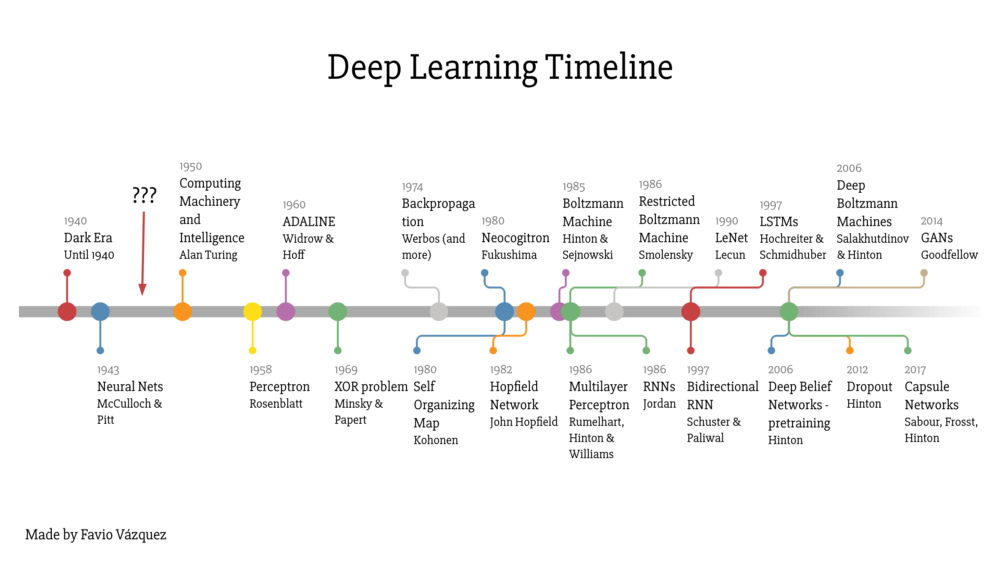 Deep Learning Timeline
1940
Dark Era
Until 1940
???
1950
Computing
Machinery
and
Intelligence
Alan Turing
1960
ADALINE
Widrow &
Hoff
1974
Backpropaga
tion
Werbos (and
more)
1980
Neocogitron
Fukushima
1985
Boltzmann
Machine
Hinton &
Sejnowski
1986
Restricted
Boltzmann
Machine
Smolensky
1990
LeNet
Lecun
1997
LSTMs
Hochreiter &
Schmidhuber
2006
Deep
Boltzmann
Machines
Salakhutdinov
& Hinton
2014
GANs
Goodfellow
1943
Neural Nets
McCulloch &
Pitt
1958
Perceptron
Rosenblatt
1969
XOR problem
Minsky &
Papert
1980
Self
Organizing
Map
Kohonen
1982
Hopfield
Network
John Hopfield
1986
Multilayer
Perceptron
Rumelhart,
Hinton &
Williams
1986
RNNs
Jordan
1997
Bidirectional
RNN
Schuster &
Paliwal
2006
Deep Belief
Networks -
pretraining
Hinton
2012
Dropout
Hinton
2017
Capsule
Networks
Sabour, Frosst,
Hinton
Made by Favio Vázquez